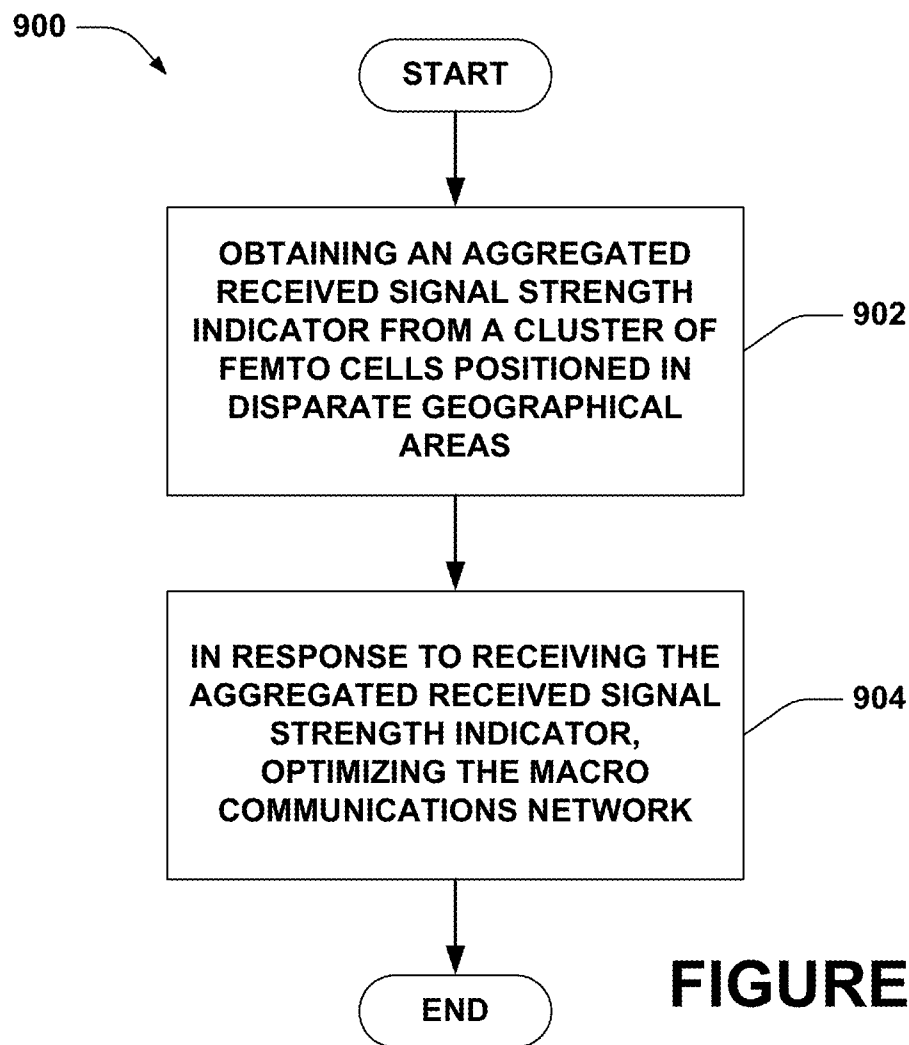 900
START
OBTAINING AN AGGREGATED
RECEIVED SIGNAL STRENGTH
INDICATOR FROM A CLUSTER OF
FEMTO CELLS POSITIONED IN
DISPARATE GEOGRAPHICAL
AREAS
902
IN RESPONSE TO RECEIVING THE
AGGREGATED RECEIVED SIGNAL
STRENGTH INDICATOR,
OPTIMIZING THE MACRO
COMMUNICATIONS NETWORK
904
END
FIGURE